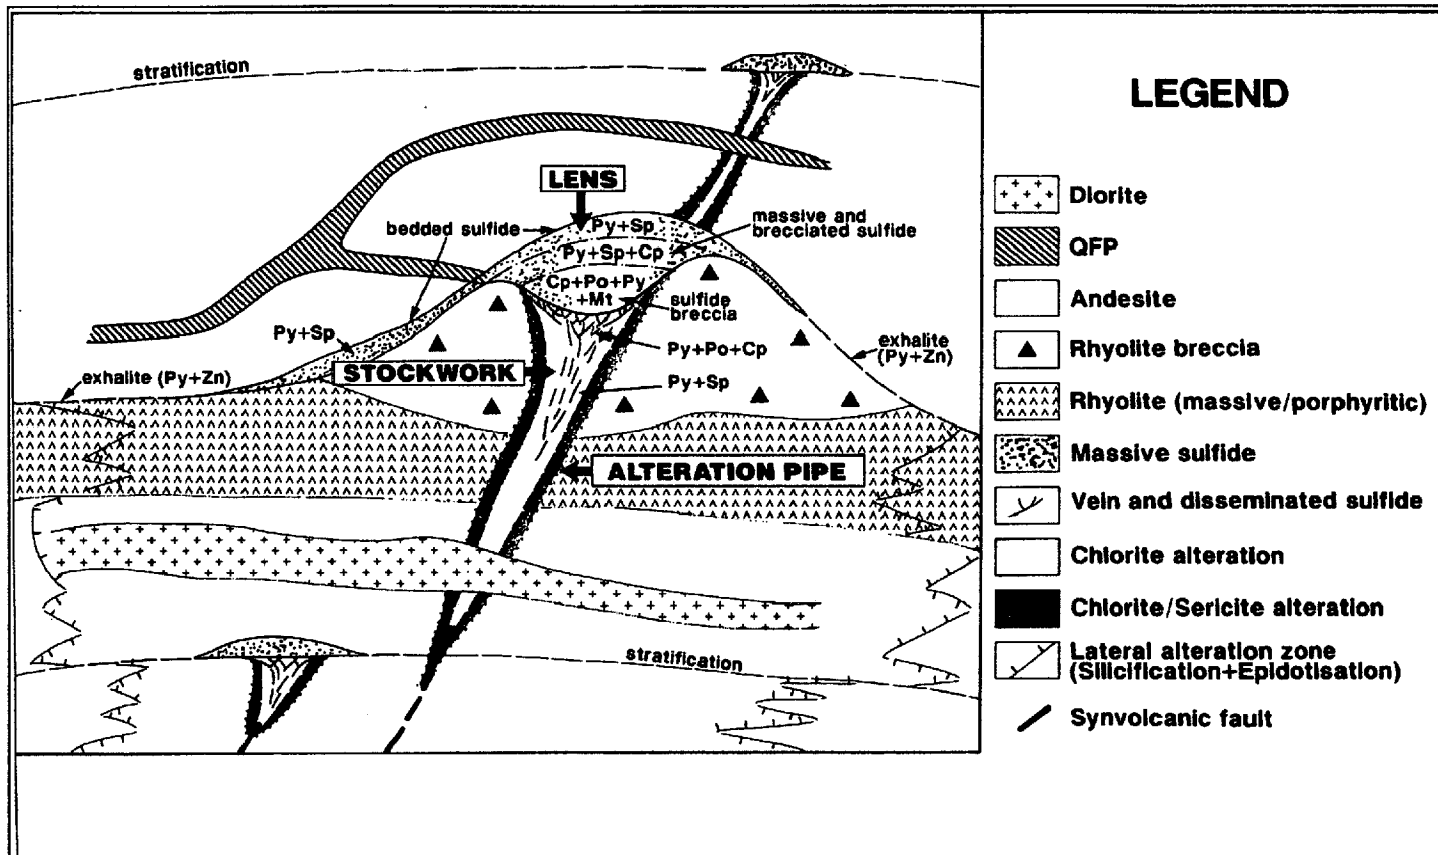 stratification
LENS
bedded sulfide
Py+Sp
massive and
brecciated sulfide
Py+Sp+Cp
Cp+Po+Py
+Mt
sulfide
breccia
Py+Sp
Py+Po+Cp
exhalite
(Py+Zn)
exhalite (Py+Zn)
STOCKWORK
Py+Sp
ALTERATION PIPE
stratification
LEGEND
Diorite
QFP
Andesite
Rhyolite breccia
Rhyolite (massive/porphyritic)
Massive sulfide
Vein and disseminated sulfide
Chlorite alteration
Chlorite/Sericite alteration
Lateral alteration zone
(Silicification+Epidotisation)
Synvolcanic fault